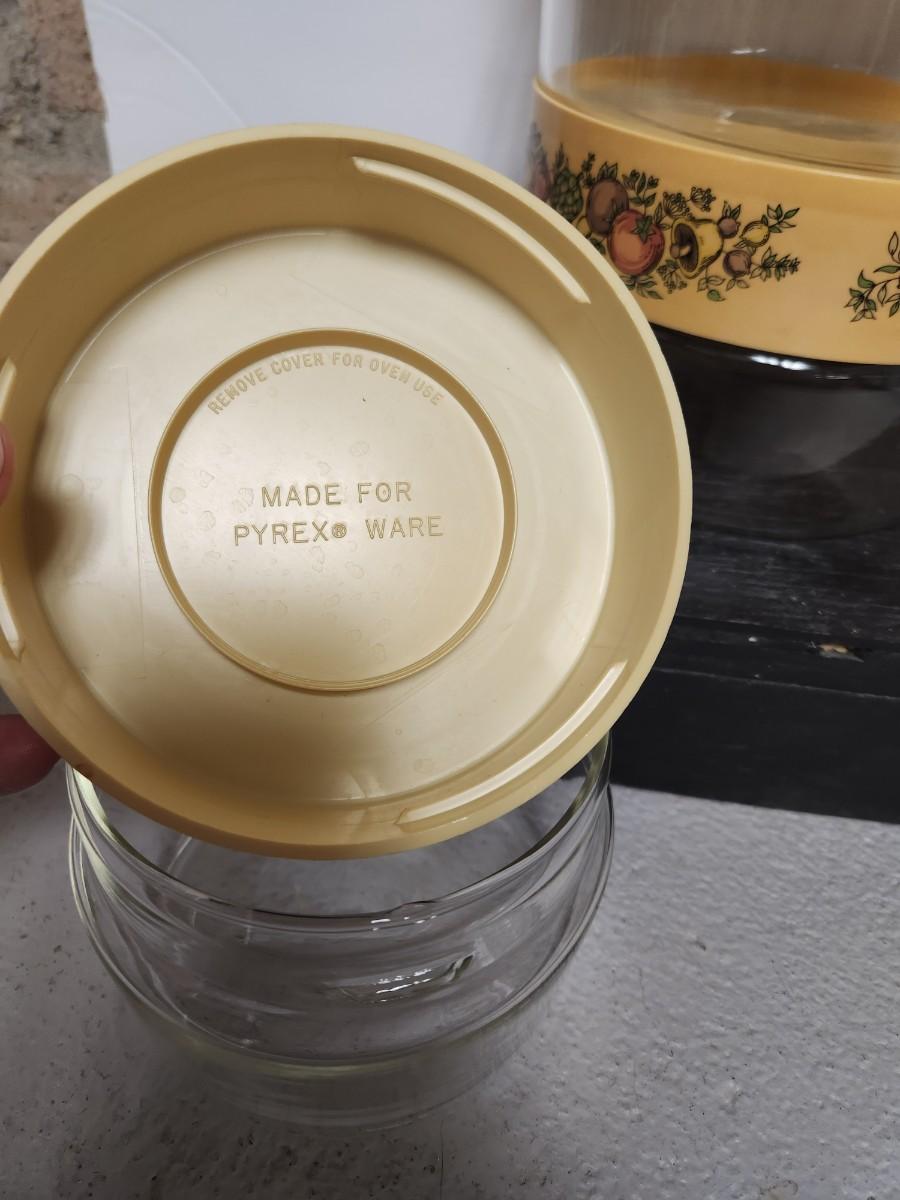 REMOVE COVER FOR OVEN USE
MADE FOR
PYREX® WARE